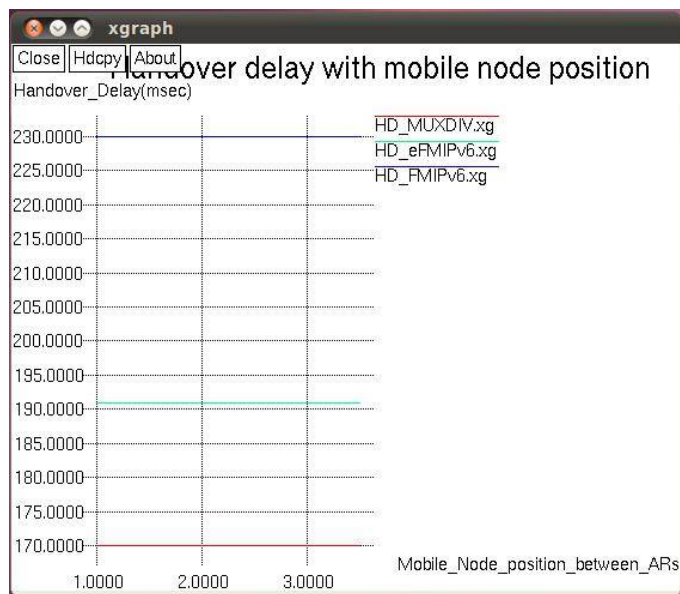 xgraph
Close Hdcpy About
Handover delay with mobile node position
Handover_Delay(msec)
HD_MUXDIV.xg
HD_eFMIPv6.xg
HD_FMIPv6.xg
230.0000
225.0000
220.0000
215.0000
210.0000
205.0000
200.0000
195.0000
190.0000
185.0000
180.0000
175.0000
170.0000
Mobile_Node_position_between_ARs
1.0000 2.0000 3.0000